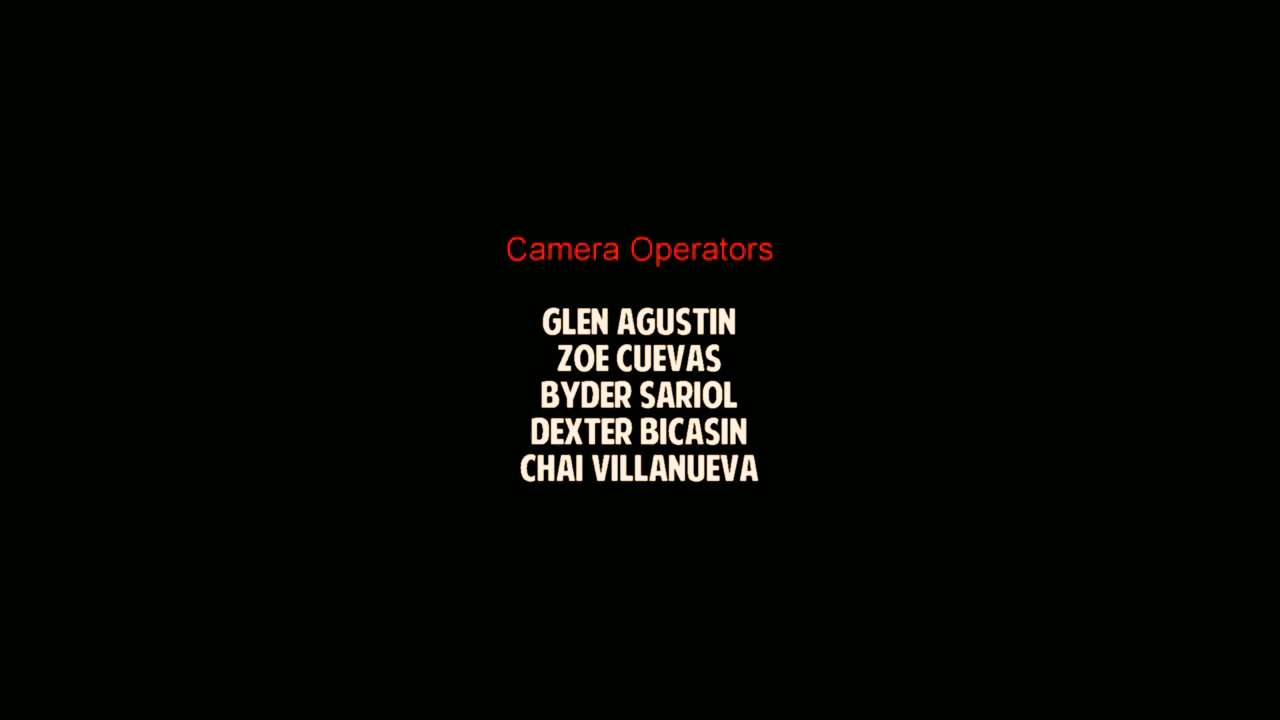 Camera Operators
GLEN AGUSTIN
ZOE CUEVAS
BYDER SARIOL
DEXTER BICASIN
CHAI VILLANUEVA